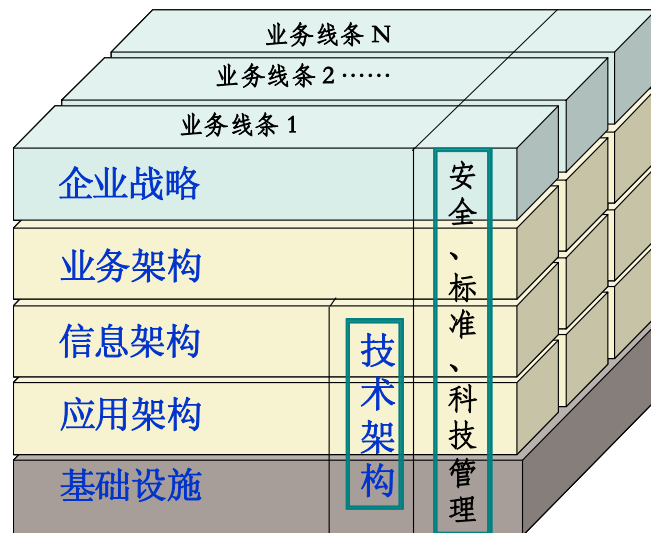 业务线条 N
业务线条 2 ……
业务线条 1
企业战略
业务架构
信息架构
应用架构
基础设施
技术架构
安全、标准、科技管理